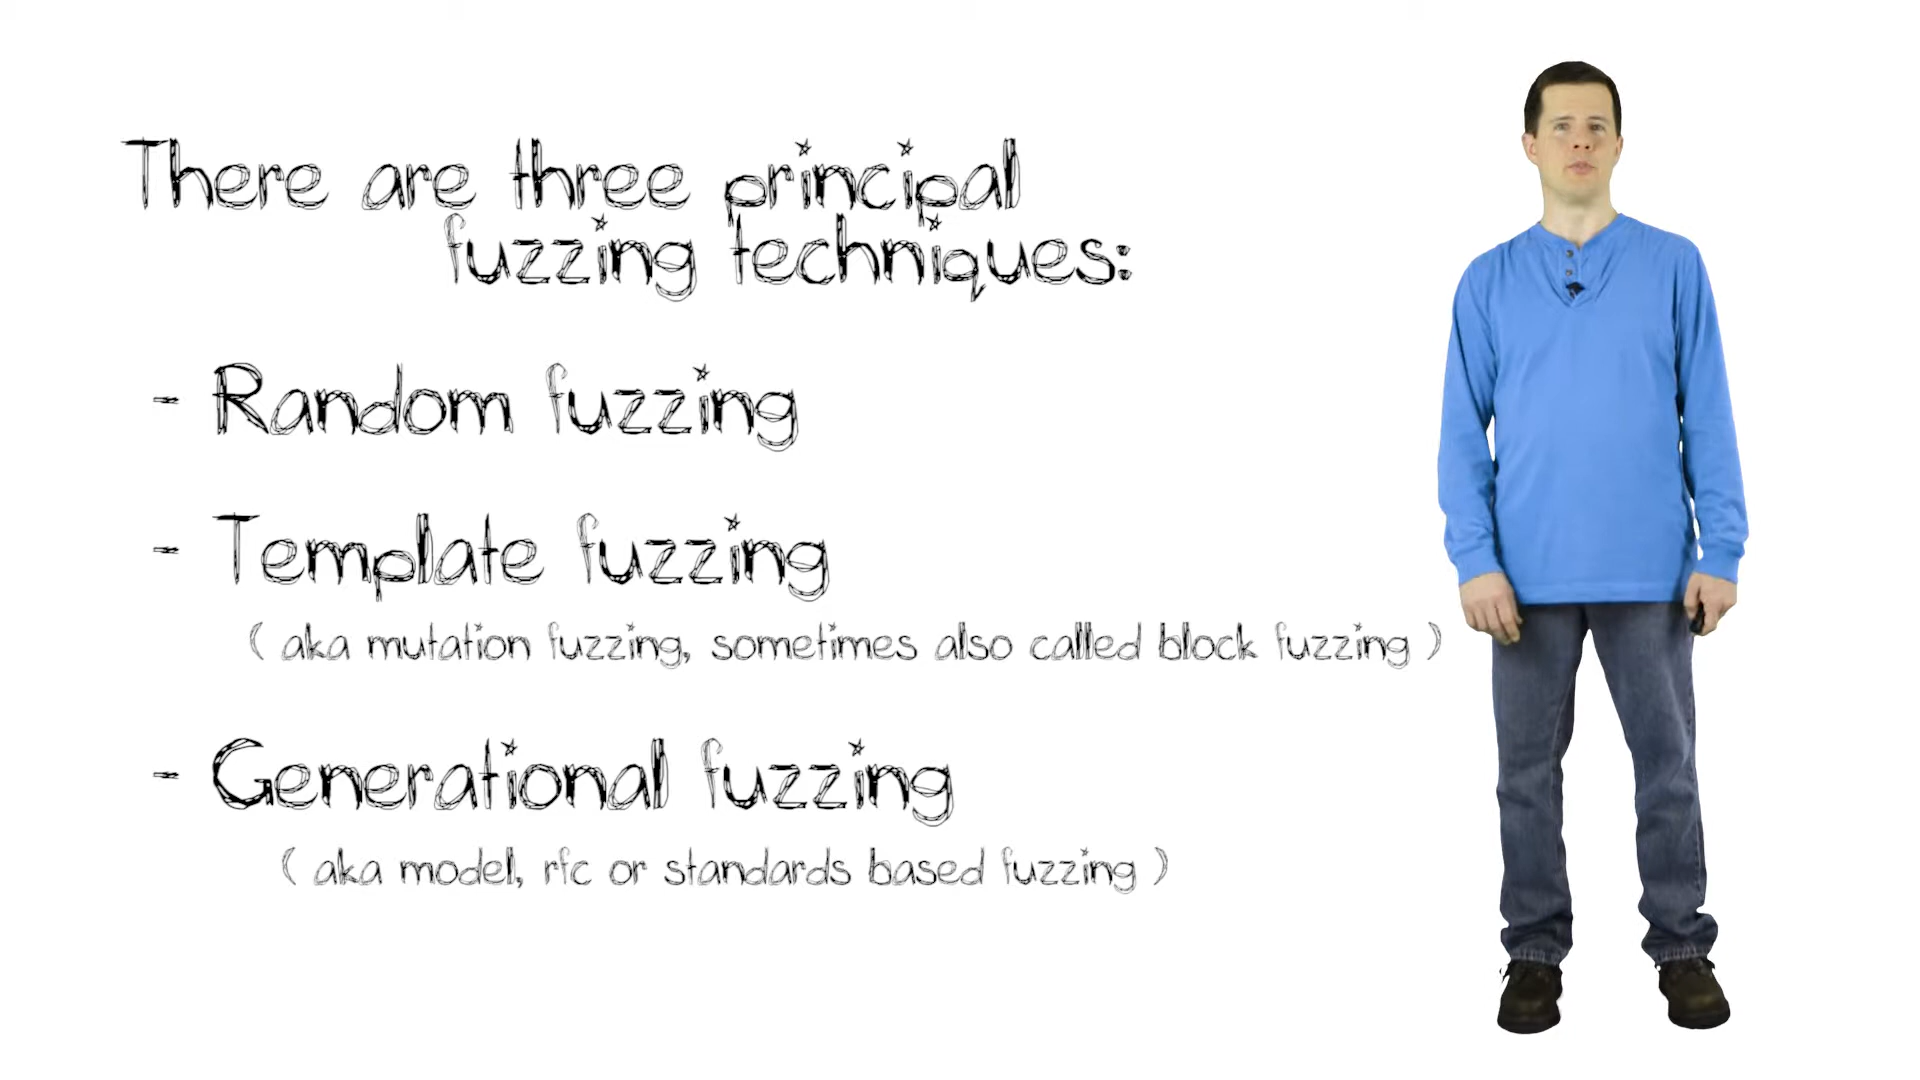 There are three principal
fuzzing techniques:
- Random fuzzing
- Template fuzzing
( aka mutation fuzzing, sometimes also called block fuzzing )
- Generational fuzzing
( aka model, rfc or standards based fuzzing )